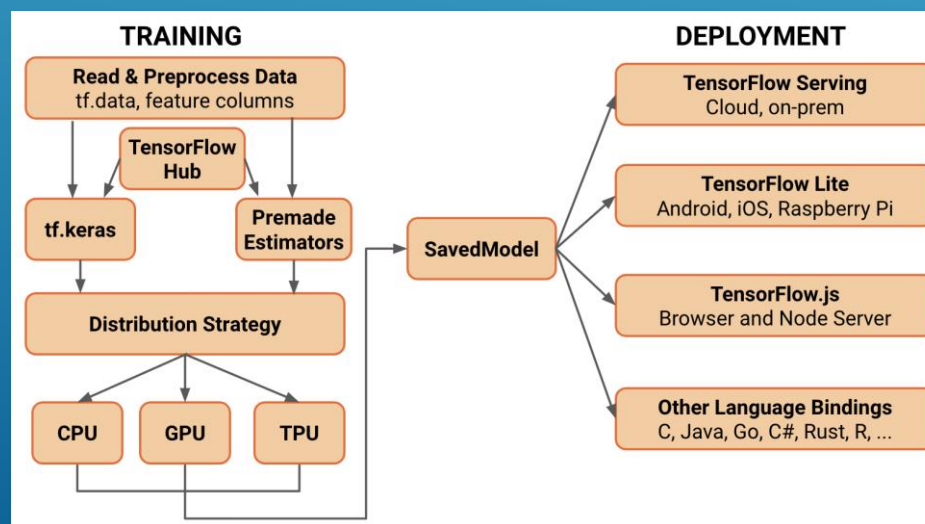 TRAINING
Read & Preprocess Data
tf.data, feature columns
TensorFlow
Hub
tf.keras
Premade
Estimators
Distribution Strategy
CPU
GPU
TPU
SavedModel
DEPLOYMENT
TensorFlow Serving
Cloud, on-prem
TensorFlow Lite
Android, iOS, Raspberry Pi
TensorFlow.js
Browser and Node Server
Other Language Bindings
C, Java, Go, C#, Rust, R, ...